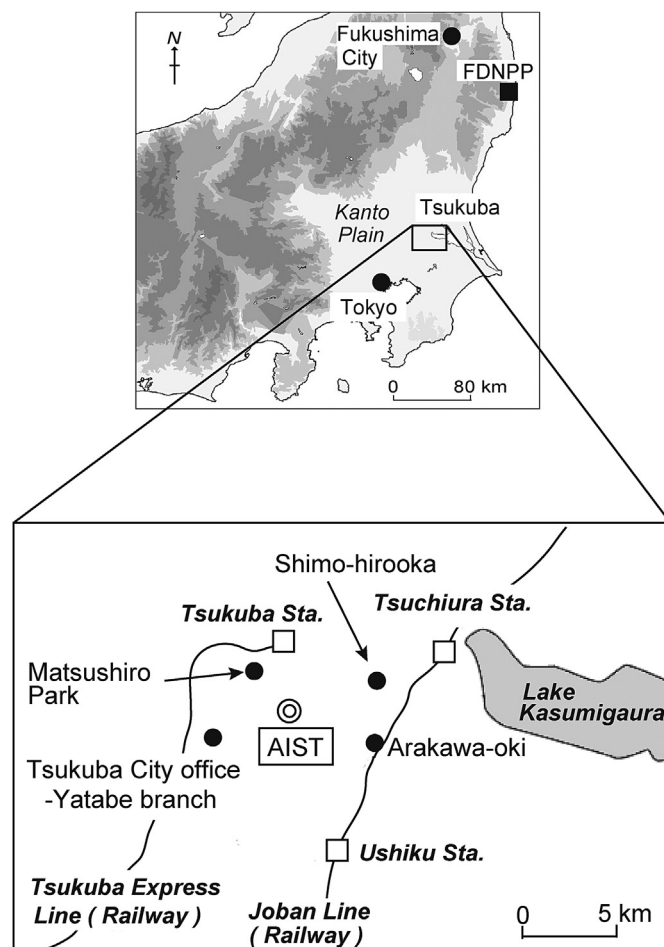 Fukushima
City
N
FDNPP
Kanto
Plain
Tsukuba
Tokyo
0 80 km
Shimo-hirooka
Tsukuba Sta.
Tsuchiura Sta.
Matsushiro
Park
Lake
Kasumigaura
AIST
Arakawa-oki
Tsukuba City office
-Yatabe branch
Ushiku Sta.
Tsukuba Express
Line ( Railway )
Joban Line
( Railway )
0 5 km